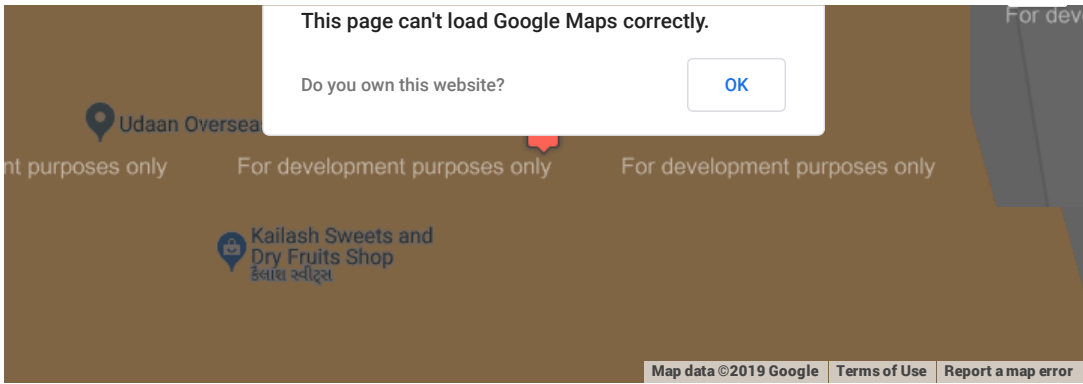 This page can't load Google Maps correctly.
For dev
Do you own this website?
OK
Udaan Oversea
nt purposes only
For development purposes only
For development purposes only
Kailash Sweets and
Dry Fruits Shop
કૈલાશ સ્વીટ્સ
Map data ©2019 Google
Terms of Use
Report a map error